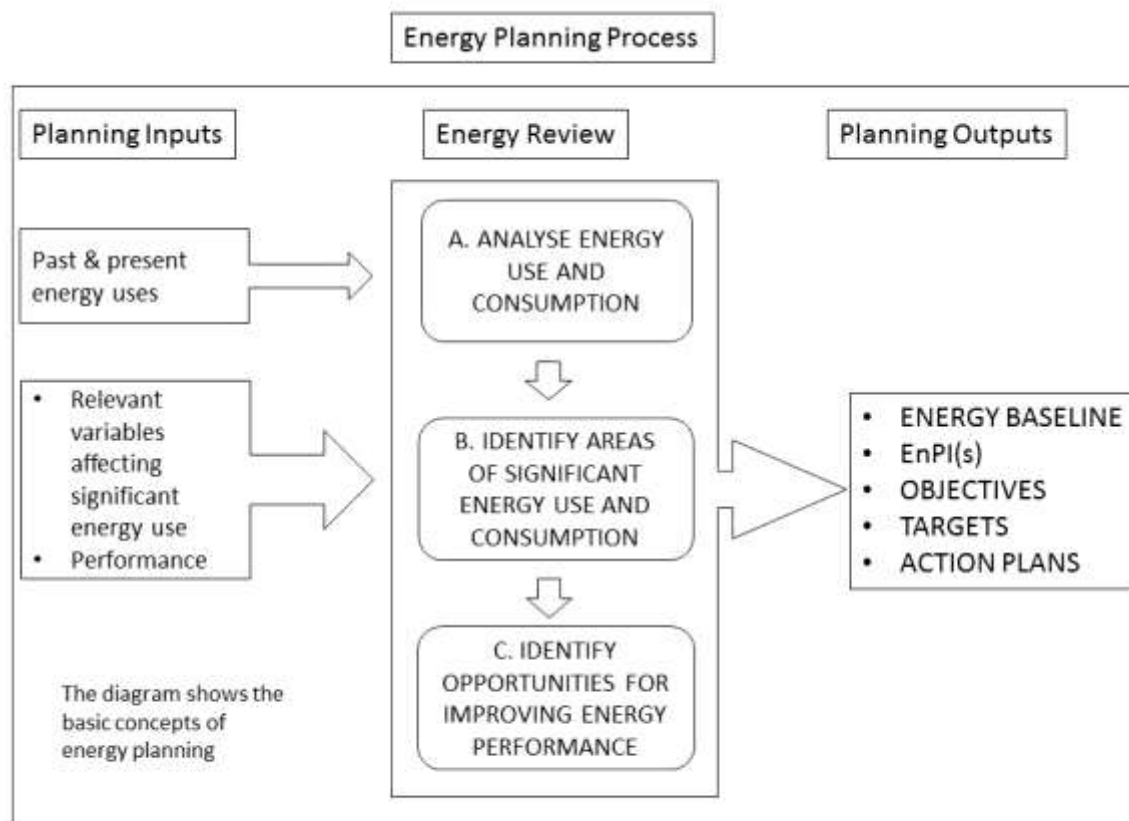 Energy Planning Process
Planning Inputs
Energy Review
Planning Outputs
Past & present
energy uses
A. ANALYSE ENERGY
USE AND
CONSUMPTION
• Relevant
variables
affecting
significant
energy use
• Performance
B. IDENTIFY AREAS
OF SIGNIFICANT
ENERGY USE AND
CONSUMPTION
• ENERGY BASELINE
• EnPI(s)
• OBJECTIVES
• TARGETS
• ACTION PLANS
C. IDENTIFY
OPPORTUNITIES FOR
IMPROVING ENERGY
PERFORMANCE
The diagram shows the
basic concepts of
energy planning